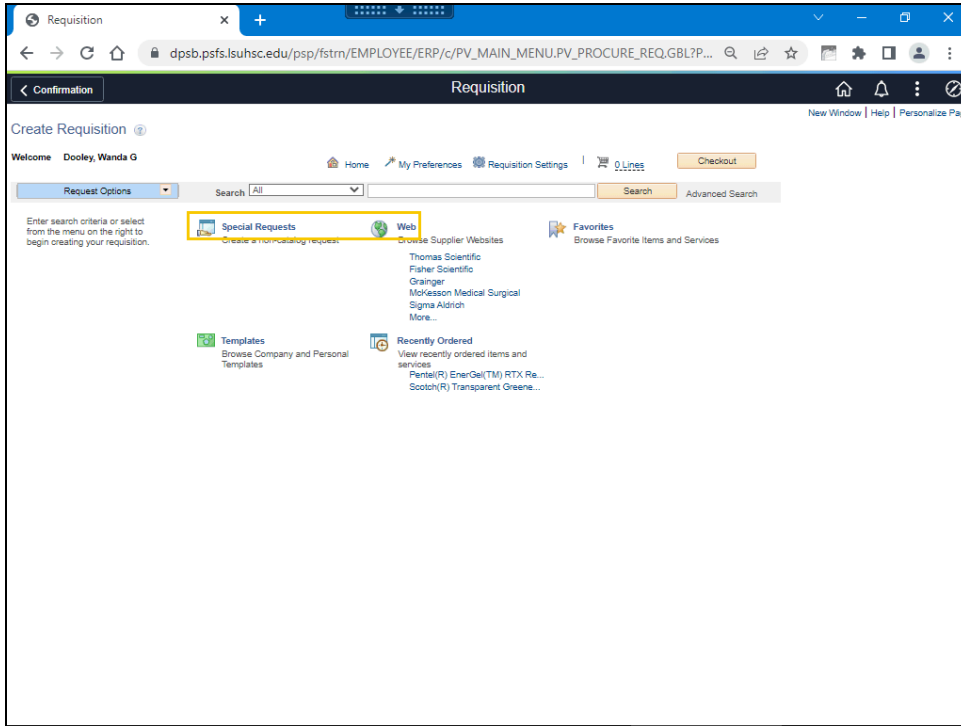 Requisition
dpsb.psfs.lsuhsc.edu/psp/fstrn/EMPLOYEE/ERP/c/PV_MAIN_MENU.PV_PROCURE_REQ.GBL?P...
Confirmation
Requisition
New Window | Help | Personalize Pa
Create Requisition
Welcome Dooley, Wanda G
Home My Preferences Requisition Settings | 0 Lines Checkout
Request Options Search All Search Advanced Search
Enter search criteria or select
from the menu on the right to
begin creating your requisition.
Special Requests
Create a non-catalog request
Web
Browse Supplier Websites
Thomas Scientific
Fisher Scientific
Grainger
McKesson Medical Surgical
Sigma Aldrich
More...
Favorites
Browse Favorite Items and Services
Templates
Browse Company and Personal
Templates
Recently Ordered
View recently ordered items and
services
Pentel(R) EnerGel(TM) RTX Re...
Scotch(R) Transparent Greene...